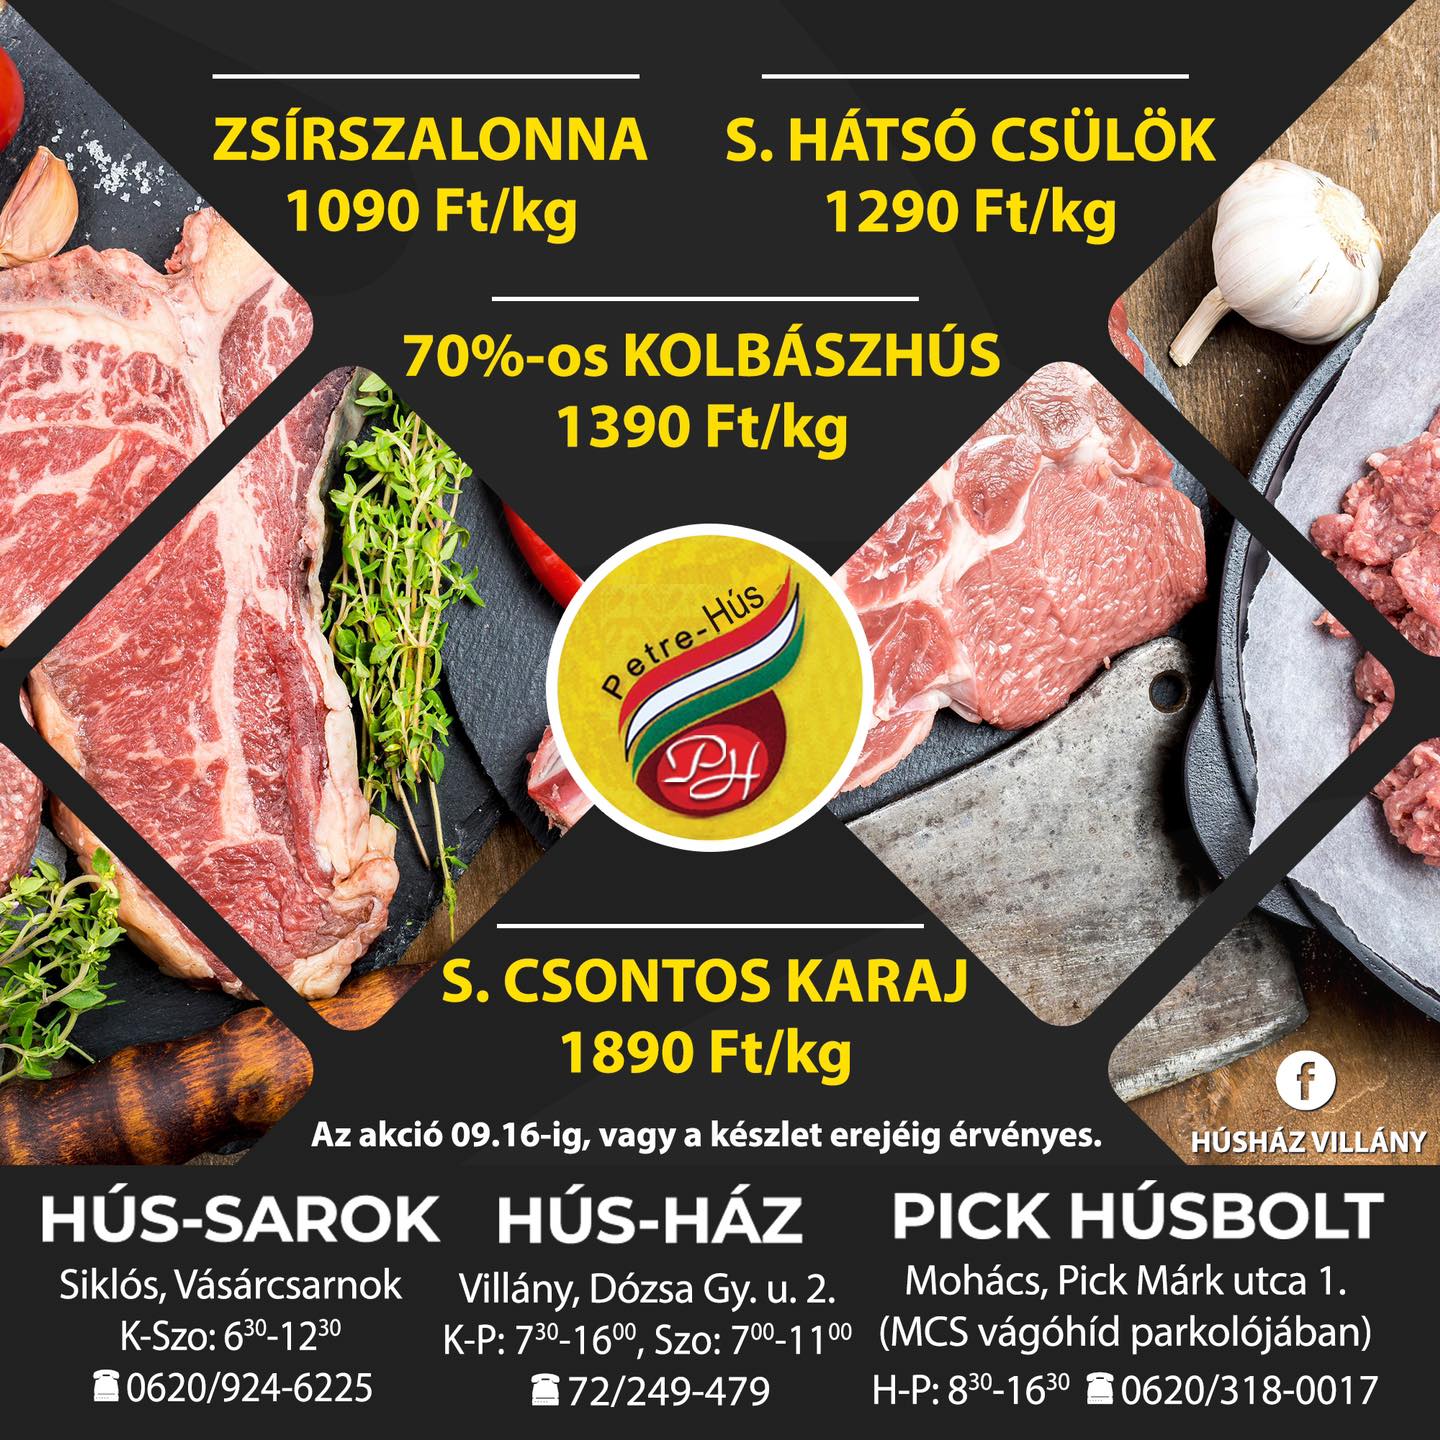 ZSÍRSZALONNA
1090 Ft/kg
S. HÁTSÓ CSÜLÖK
1290 Ft/kg
70%-os KOLBÁSZHÚS
1390 Ft/kg
Petre-Hús
PH
S. CSONTOS KARAJ
1890 Ft/kg
Az akció 09.16-ig, vagy a készlet erejéig érvényes.
f
HÚSHÁZ VILLÁNY
HÚS-SAROK
Siklós, Vásárcsarnok
K-Szo: 6³⁰-12³⁰
0620/924-6225
HÚS-HÁZ
Villány, Dózsa Gy. u. 2.
K-P: 7³⁰-16⁰⁰, Szo: 7⁰⁰-11⁰⁰
72/249-479
PICK HÚSBOLT
Mohács, Pick Márk utca 1.
(MCS vágóhíd parkolójában)
H-P: 8³⁰-16³⁰ 0620/318-0017